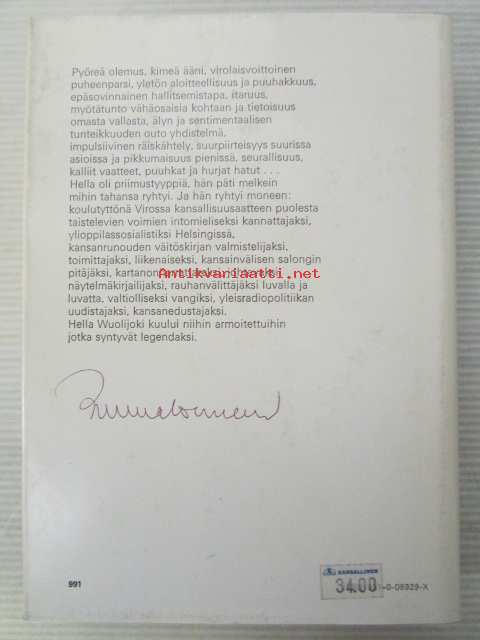 Pyöreä olemus, kimeä ääni, virolaisvoittoinen
puheenparsi, yletön aloitteellisuus ja puuhakkuus,
epäsovinnainen hallitsemistapa, itaruus,
myötätunto vähäosaisia kohtaan ja tietoisuus
omasta vallasta, älyn ja sentimentaalisen
tunteikkuuden outo yhdistelmä,
impulsiivinen räiskähtely, suurpiirteisyys suurissa
asioissa ja pikkumaisuus pienissä, seurallisuus,
kalliit vaatteet, puuhkat ja hurjat hatut . . .
Hella oli priimustyyppiä, hän päti melkein
mihin tahansa ryhtyi. Ja hän ryhtyi moneen:
koulutyttönä Virossa kansallisuusaatteen puolesta
taistelevien voimien intomieliseksi kannattajaksi,
ylioppilassosialistiksi Helsingissä,
kansanrunouden väitöskirjan valmistelijaksi,
toimittajaksi, liikenaiseksi, kansainvälisen salongin
pitäjäksi, kartanon
Antikvariaatti.net
näytelmäkirjailijaksi, rauhanvälittäjäksi luvalla ja
luvatta, valtiolliseksi vangiksi, yleisradiopolitiikan
uudistajaksi, kansanedustajaksi.
Hella Wuolijoki kuului niihin armoitettuihin
jotka syntyvät legendaksi.
991
KANSALLINEN
34.00
-0-08929-X